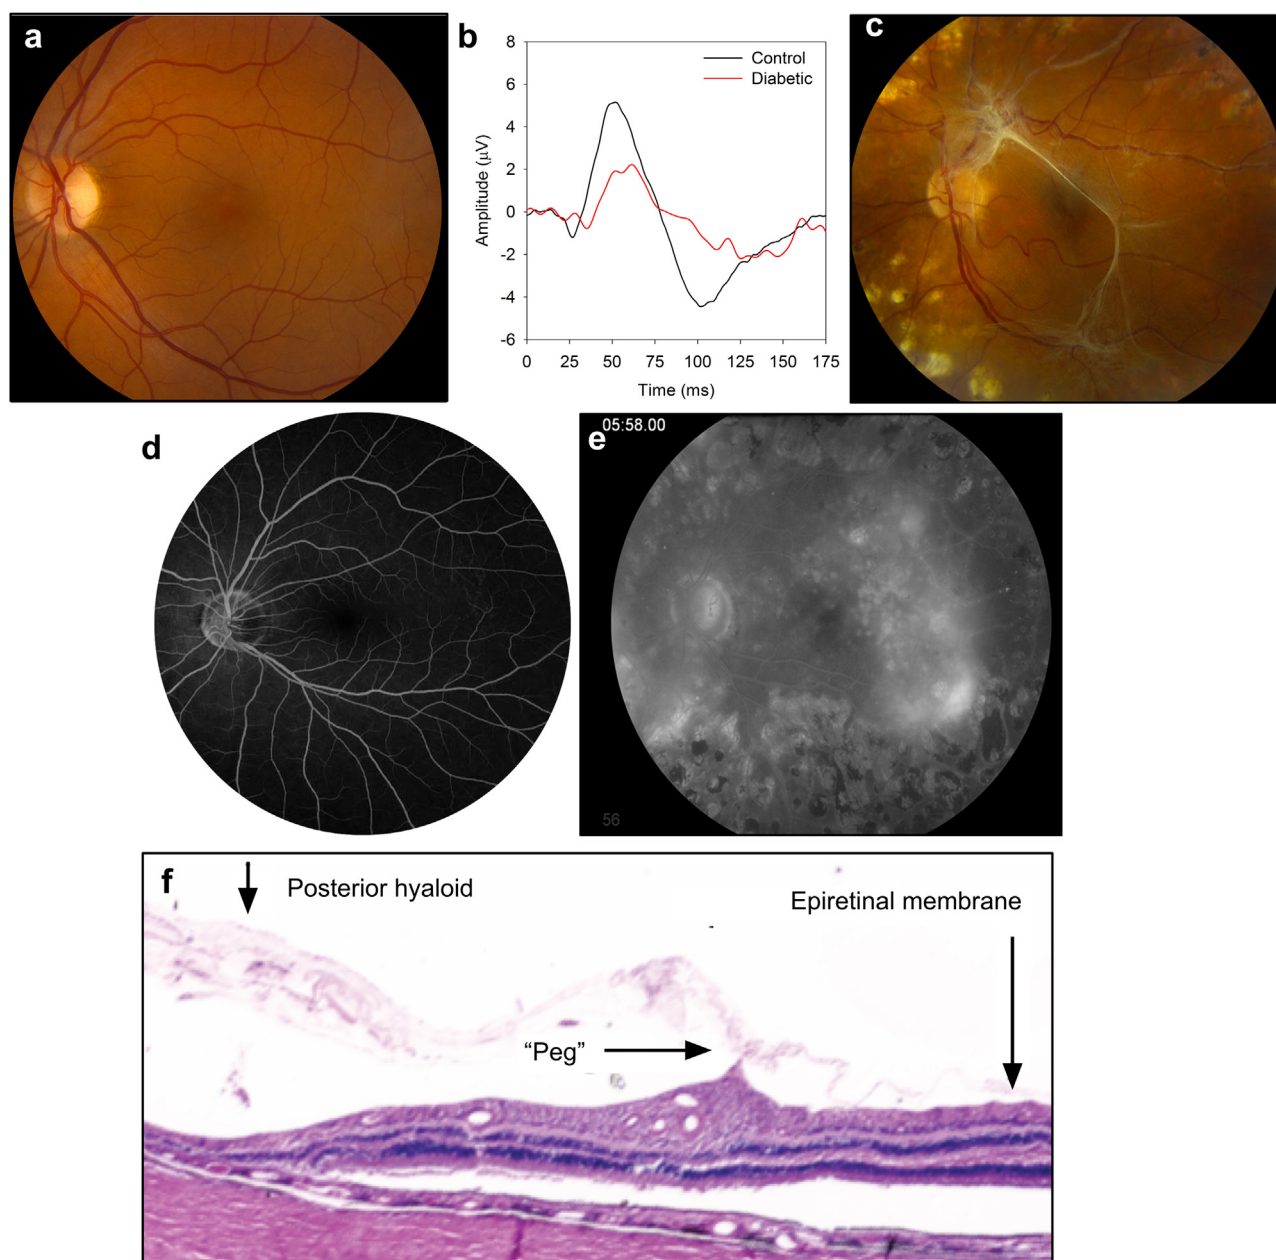 a
b
Control
Diabetic
8
6
4
2
0
-2
-4
-6
Amplitude (µV)
0 25 50 75 100 125 150 175
Time (ms)
c
d
05:58.00
e
56
f
Posterior hyaloid
Epiretinal membrane
“Peg”